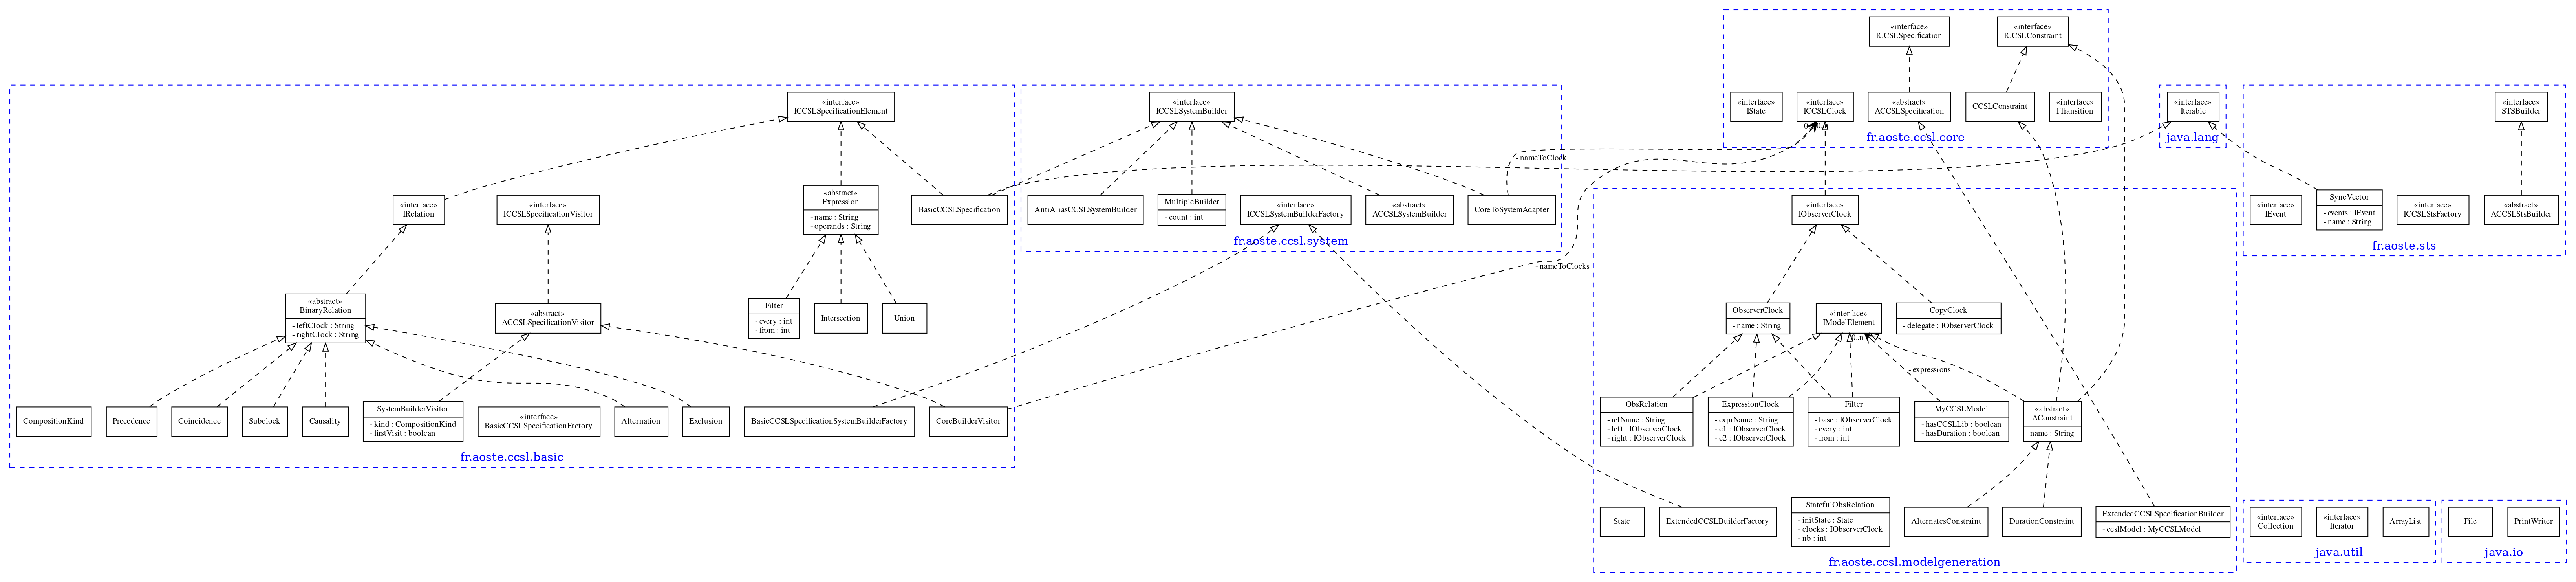 «interface»
ICCSLSpecificationElement
«interface»
IRelation
«interface»
ICCSLSpecificationVisitor
«abstract»
Expression
- name : String
- operands : String
BasicCCSLSpecification
«abstract»
BinaryRelation
- leftClock : String
- rightClock : String
«abstract»
ACCSLSpecificationVisitor
Filter
- every : int
- from : int
Intersection
Union
CompositionKind
Precedence
Coincidence
Subclock
Causality
SystemBuilderVisitor
- kind : CompositionKind
- firstVisit : boolean
«interface»
BasicCCSLSpecificationFactory
Alternation
Exclusion
BasicCCSLSpecificationSystemBuilderFactory
CoreBuilderVisitor
fr.aoste.ccsl.basic
«interface»
ICCSLSystemBuilder
AntiAliasCCSLSystemBuilder
MultipleBuilder
- count : int
«interface»
ICCSLSystemBuilderFactory
«abstract»
ACCSLSystemBuilder
CoreToSystemAdapter
fr.aoste.ccsl.system
- nameToClock
- nameToClocks
«interface»
ICCSLSpecification
«interface»
ICCSLConstraint
«interface»
IState
«interface»
ICCSLClock
«abstract»
ACCSLSpecification
CCSLConstraint
«interface»
ITransition
fr.aoste.ccsl.core
«interface»
Iterable
java.lang
«interface»
STSBuilder
«interface»
IEvent
SyncVector
- events : IEvent
- name : String
«interface»
ICCSLStsFactory
«abstract»
ACCSLStsBuilder
fr.aoste.sts
«interface»
IObserverClock
ObserverClock
- name : String
«interface»
IModelElement
0..n
CopyClock
- delegate : IObserverClock
- expressions
ObsRelation
- relName : String
- left : IObserverClock
- right : IObserverClock
ExpressionClock
- exprName : String
- c1 : IObserverClock
- c2 : IObserverClock
Filter
- base : IObserverClock
- every : int
- from : int
MyCCSLModel
- hasCCSLLib : boolean
- hasDuration : boolean
«abstract»
AConstraint
name : String
State
ExtendedCCSLBuilderFactory
StatefulObsRelation
- initState : State
- clocks : IObserverClock
- nb : int
AlternatesConstraint
DurationConstraint
ExtendedCCSLSpecificationBuilder
- ccslModel : MyCCSLModel
fr.aoste.ccsl.modelgeneration
«interface»
Collection
«interface»
Iterator
ArrayList
java.util
File
PrintWriter
java.io